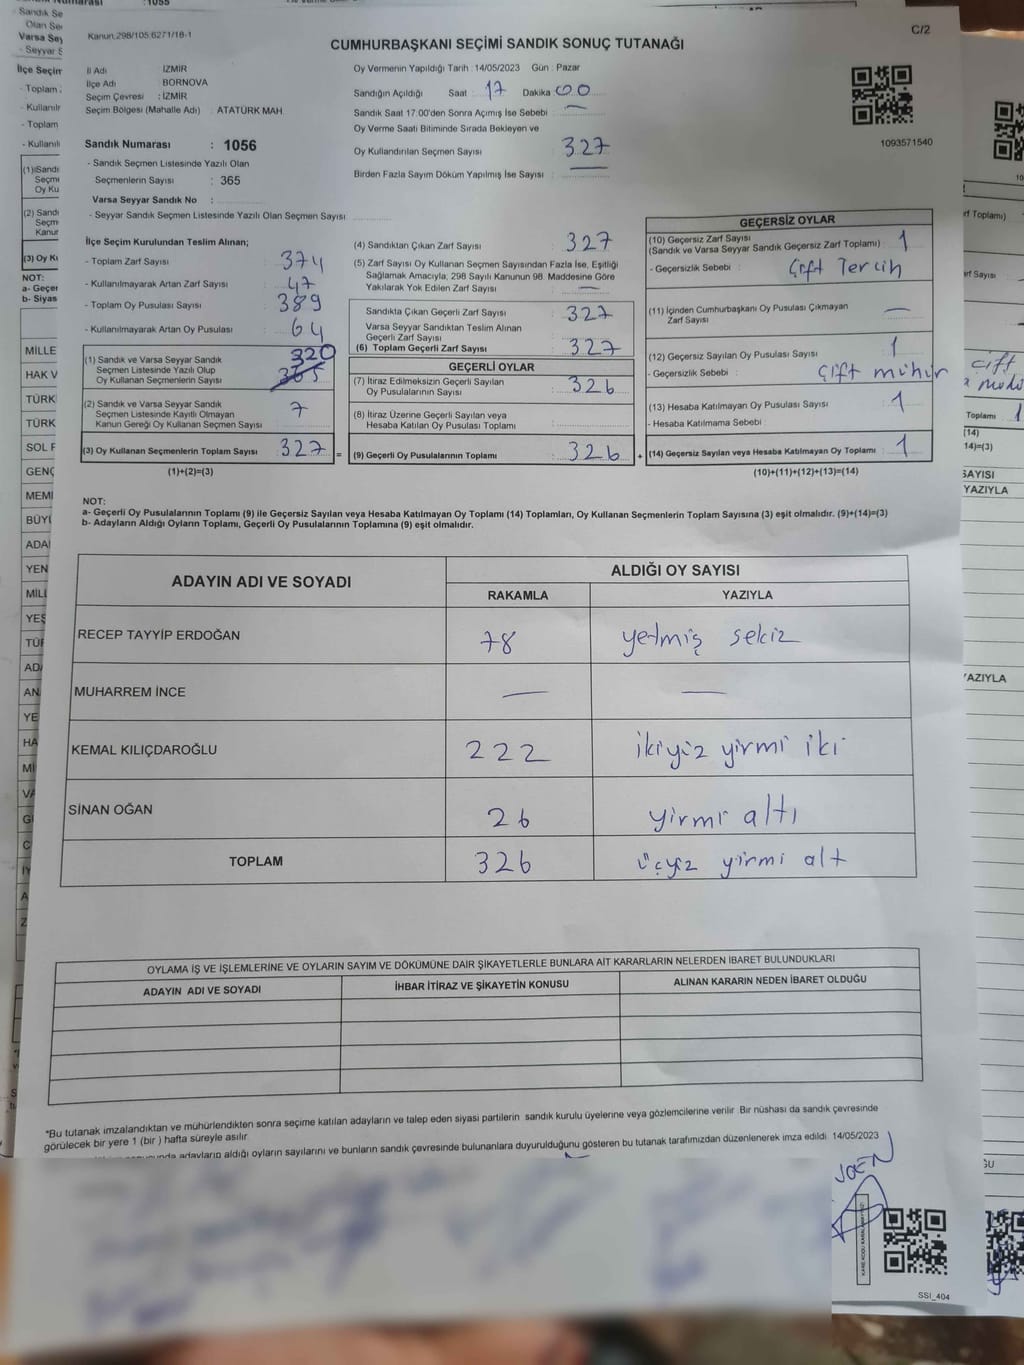 Kanun.298/105.6271/16-1
C/2
CUMHURBAŞKANI SEÇİMİ SANDIK SONUÇ TUTANAĞI
İl Adı : İZMİR
İlçe Adı : BORNOVA
Seçim Çevresi : İZMİR
Seçim Bölgesi (Mahalle Adı) : ATATÜRK MAH.
Sandık Numarası : 1056
- Sandık Seçmen Listesinde Yazılı Olan
Seçmenlerin Sayısı : 365
Varsa Seyyar Sandık No :
- Seyyar Sandık Seçmen Listesinde Yazılı Olan Seçmen Sayısı
Oy Vermenin Yapıldığı Tarih : 14/05/2023 Gün : Pazar
Sandığın Açıldığı Saat : 17 Dakika 00
Sandık Saat 17:00'den Sonra Açımış İse Sebebi —
Oy Verme Saati Bitiminde Sırada Bekleyen ve
Oy Kullandırılan Seçmen Sayısı : 327
Birden Fazla Sayım Döküm Yapılmış İse Sayısı : —
1093571540
İlçe Seçim Kurulundan Teslim Alınan;
- Toplam Zarf Sayısı : 374
- Kullanılmayarak Artan Zarf Sayısı : 47
- Toplam Oy Pusulası Sayısı : 389
- Kullanılmayarak Artan Oy Pusulası : 64
(1) Sandık ve Varsa Seyyar Sandık
Seçmen Listesinde Yazılı Olup
Oy Kullanan Seçmenlerin Sayısı : 320
365
(2) Sandık ve Varsa Seyyar Sandık
Seçmen Listesinde Kayıtlı Olmayan
Kanun Gereği Oy Kullanan Seçmen Sayısı : 7
(3) Oy Kullanan Seçmenlerin Toplam Sayısı : 327 =
(1)+(2)=(3)
(4) Sandıktan Çıkan Zarf Sayısı : 327
(5) Zarf Sayısı Oy Kullanan Seçmen Sayısından Fazla İse, Eşitliği
Sağlamak Amacıyla, 298 Sayılı Kanunun 98. Maddesine Göre
Yakılarak Yok Edilen Zarf Sayısı : —
Sandıkta Çıkan Geçerli Zarf Sayısı : 327
Varsa Seyyar Sandıktan Teslim Alınan
Geçerli Zarf Sayısı
(6) Toplam Geçerli Zarf Sayısı : 327
GEÇERLİ OYLAR
(7) İtiraz Edilmeksizin Geçerli Sayılan
Oy Pusulalarının Sayısı : 326
(8) İtiraz Üzerine Geçerli Sayılan veya
Hesaba Katılan Oy Pusulası Toplamı
(9) Geçerli Oy Pusulalarının Toplamı : 326 +
GEÇERSİZ OYLAR
(10) Geçersiz Zarf Sayısı
(Sandık ve Varsa Seyyar Sandık Geçersiz Zarf Toplamı) : 1
- Geçersizlik Sebebi : Çift Tercih
(11) İçinden Cumhurbaşkanı Oy Pusulası Çıkmayan
Zarf Sayısı : —
(12) Geçersiz Sayılan Oy Pusulası Sayısı : 1
- Geçersizlik Sebebi : Çift mühür
(13) Hesaba Katılmayan Oy Pusulası Sayısı : 1
- Hesaba Katılmama Sebebi :
(14) Geçersiz Sayılan veya Hesaba Katılmayan Oy Toplamı : 1
(10)+(11)+(12)+(13)=(14)
NOT:
a- Geçerli Oy Pusulalarının Toplamı (9) ile Geçersiz Sayılan veya Hesaba Katılmayan Oy Toplamı (14) Toplamları, Oy Kullanan Seçmenlerin Toplam Sayısına (3) eşit olmalıdır. (9)+(14)=(3)
b- Adayların Aldığı Oyların Toplamı, Geçerli Oy Pusulalarının Toplamına (9) eşit olmalıdır.
ADAYIN ADI VE SOYADI
ALDIĞI OY SAYISI
RAKAMLA YAZIYLA
RECEP TAYYİP ERDOĞAN 78 yetmiş sekiz
MUHARREM İNCE — —
KEMAL KILIÇDAROĞLU 222 ikiyüz yirmi iki
SİNAN OĞAN 26 yirmi altı
TOPLAM 326 üçyüz yirmi altı
OYLAMA İŞ VE İŞLEMLERİNE VE OYLARIN SAYIM VE DÖKÜMÜNE DAİR ŞİKAYETLERLE BUNLARA AİT KARARLARIN NELERDEN İBARET BULUNDUKLARI
ADAYIN ADI VE SOYADI
İHBAR İTİRAZ VE ŞİKAYETİN KONUSU
ALINAN KARARIN NEDEN İBARET OLDUĞU
*Bu tutanak imzalandıktan ve mühürlendikten sonra seçime katılan adayların ve talep eden siyasi partilerin sandık kurulu üyelerine veya gözlemcilerine verilir. Bir nüshası da sandık çevresinde
görülecek bir yere 1 (bir) hafta süreyle asılır.
adayların aldığı oyların sayılarını ve bunların sandık çevresinde bulunanlara duyurulduğunu gösteren bu tutanak tarafımızdan düzenlenerek imza edildi. 14/05/2023
SSI_404